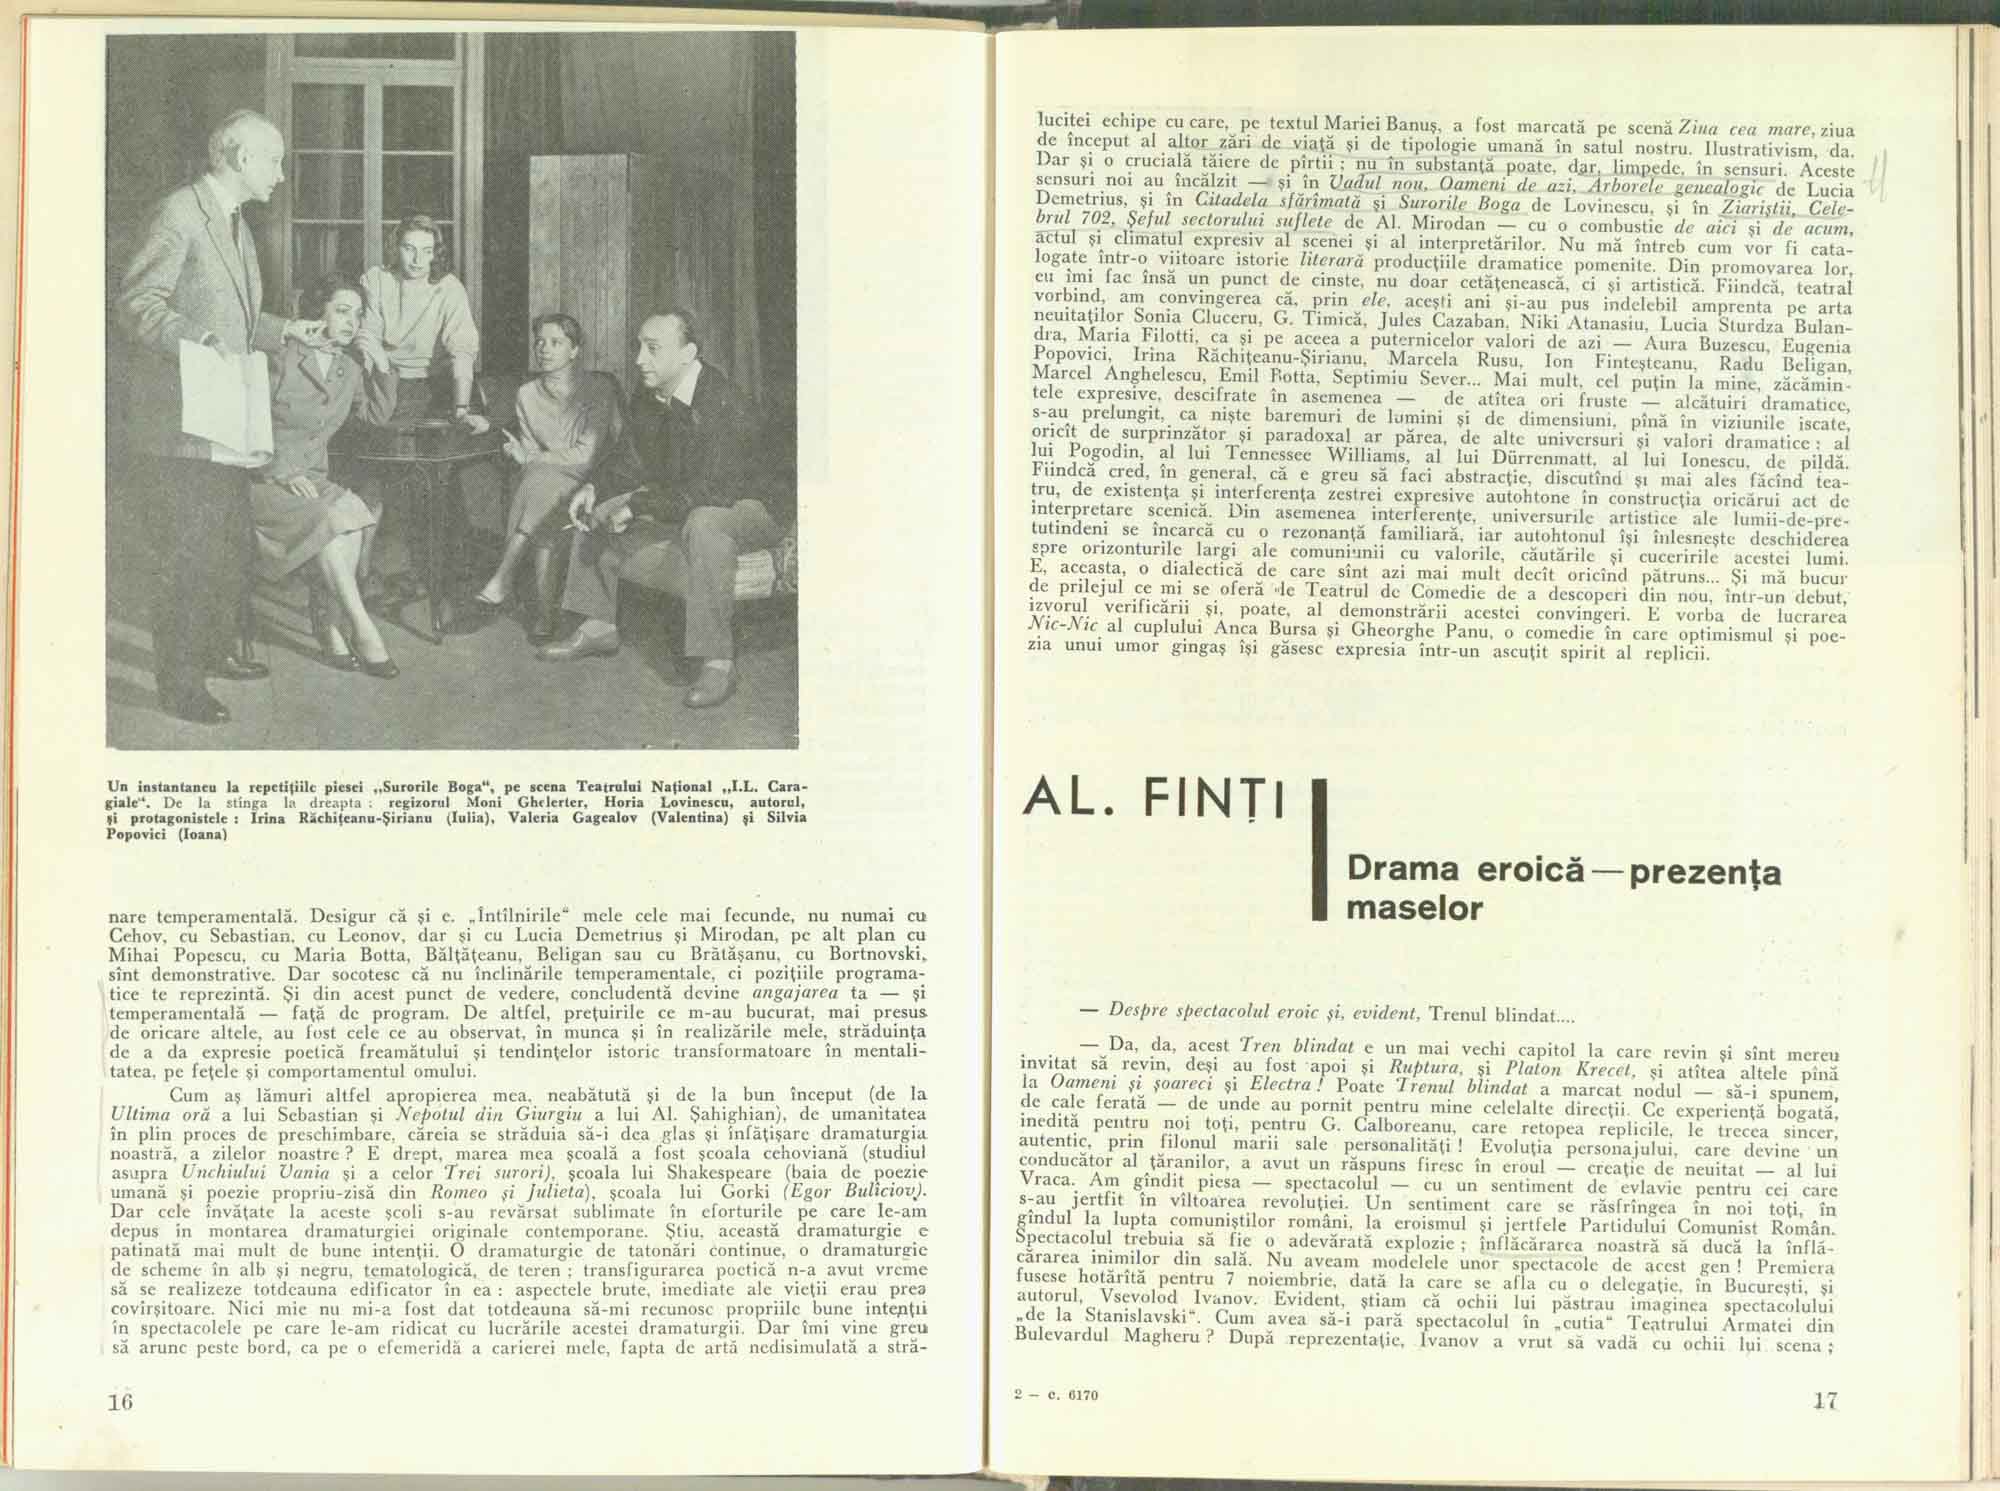 Un instantaneu la repetițiile piesei „Surorile Boga“, pe scena Teatrului Național „I.L. Cara-
giale“. De la stînga la dreapta : regizorul Moni Ghelerter, Horia Lovinescu, autorul,
și protagonistele : Irina Răchițeanu-Șirianu (Iulia), Valeria Gagealov (Valentina) și Silvia
Popovici (Ioana)
nare temperamentală. Desigur că și e. „Întîlnirile“ mele cele mai fecunde, nu numai cu
Cehov, cu Sebastian, cu Leonov, dar și cu Lucia Demetrius și Mirodan, pe alt plan cu
Mihai Popescu, cu Maria Botta, Bălțățeanu, Beligan sau cu Brătășanu, cu Bortnovski,
sînt demonstrative. Dar socotesc că nu înclinările temperamentale, ci pozițiile programa-
tice te reprezintă. Și din acest punct de vedere, concludentă devine angajarea ta — și
temperamentală — față de program. De altfel, prețuirile ce m-au bucurat, mai presus
de oricare altele, au fost cele ce au observat, în munca și în realizările mele, străduința
de a da expresie poetică freamătului și tendințelor istoric transformatoare în mentali-
tatea, pe fețele și comportamentul omului.
Cum aș lămuri altfel apropierea mea, neabătută și de la bun început (de la
Ultima oră a lui Sebastian și Nepotul din Giurgiu a lui Al. Șahighian), de umanitatea
în plin proces de preschimbare, căreia se străduia să-i dea glas și înfățișare dramaturgia
noastră, a zilelor noastre ? E drept, marea mea școală a fost școala cehoviană (studiul
asupra Unchiului Vania și a celor Trei surori), școala lui Shakespeare (baia de poezie
umană și poezie propriu-zisă din Romeo și Julieta), școala lui Gorki (Egor Bulîciov).
Dar cele învățate la aceste școli s-au revărsat sublimate în eforturile pe care le-am
depus în montarea dramaturgiei originale contemporane. Știu, această dramaturgie e
patinată mai mult de bune intenții. O dramaturgie de tatonări continue, o dramaturgie
de scheme în alb și negru, tematologică, de teren ; transfigurarea poetică n-a avut vreme
să se realizeze totdeauna edificator în ea : aspectele brute, imediate ale vieții erau prea
covîrșitoare. Nici mie nu mi-a fost dat totdeauna să-mi recunosc propriile bune intenții
în spectacolele pe care le-am ridicat cu lucrările acestei dramaturgii. Dar îmi vine greu
să arunc peste bord, ca pe o efemeridă a carierei mele, fapta de artă nedisimulată a stră-
16
lucitei echipe cu care, pe textul Mariei Banuș, a fost marcată pe scenă Ziua cea mare, ziua
de început al altor zări de viață și de tipologie umană în satul nostru. Ilustrativism, da.
Dar și o crucială tăiere de pîrtii ; nu în substanță poate, dar, limpede, în sensuri. Aceste
sensuri noi au încălzit — și în Vadul nou, Oameni de azi, Arborele genealogic de Lucia
Demetrius, și în Citadela sfărîmată și Surorile Boga de Lovinescu, și în Ziariștii, Cele-
brul 702, Șeful sectorului suflete de Al. Mirodan — cu o combustie de aici și de acum,
actul și climatul expresiv al scenei și al interpretărilor. Nu mă întreb cum vor fi cata-
logate într-o viitoare istorie literară producțiile dramatice pomenite. Din promovarea lor,
eu îmi fac însă un punct de cinste, nu doar cetățenească, ci și artistică. Fiindcă, teatral
vorbind, am convingerea că, prin ele, acești ani și-au pus indelebil amprenta pe arta
neuitaților Sonia Cluceru, G. Timică, Jules Cazaban, Niki Atanasiu, Lucia Sturdza Bulan-
dra, Maria Filotti, ca și pe aceea a puternicelor valori de azi — Aura Buzescu, Eugenia
Popovici, Irina Răchițeanu-Șirianu, Marcela Rusu, Ion Finteșteanu, Radu Beligan,
Marcel Anghelescu, Emil Botta, Septimiu Sever... Mai mult, cel puțin la mine, zăcămin-
tele expresive, descifrate în asemenea — de atîtea ori fruste — alcătuiri dramatice,
s-au prelungit, ca niște baremuri de lumini și de dimensiuni, pînă în viziunile iscate,
oricît de surprinzător și paradoxal ar părea, de alte universuri și valori dramatice : al
lui Pogodin, al lui Tennessee Williams, al lui Dürrenmatt, al lui Ionescu, de pildă.
Fiindcă cred, în general, că e greu să faci abstracție, discutînd și mai ales făcînd tea-
tru, de existența și interferența zestrei expresive autohtone în construcția oricărui act de
interpretare scenică. Din asemenea interferențe, universurile artistice ale lumii-de-pre-
tutindeni se încarcă cu o rezonanță familiară, iar autohtonul își înlesnește deschiderea
spre orizonturile largi ale comuniunii cu valorile, căutările și cuceririle acestei lumi.
E, aceasta, o dialectică de care sînt azi mai mult decît oricînd pătruns... Și mă bucur
de prilejul ce mi se oferă de Teatrul de Comedie de a descoperi din nou, într-un debut,
izvorul verificării și, poate, al demonstrării acestei convingeri. E vorba de lucrarea
Nic-Nic al cuplului Anca Bursa și Gheorghe Panu, o comedie în care optimismul și poe-
zia unui umor gingaș își găsesc expresia într-un ascuțit spirit al replicii.
AL. FINȚI
Drama eroică — prezența
maselor
— Despre spectacolul eroic și, evident, Trenul blindat....
— Da, da, acest Tren blindat e un mai vechi capitol la care revin și sînt mereu
invitat să revin, deși au fost apoi și Ruptura, și Platon Krecet, și atîtea altele pînă
la Oameni și șoareci și Electra ! Poate Trenul blindat a marcat nodul — să-i spunem,
de cale ferată — de unde au pornit pentru mine celelalte direcții. Ce experiență bogată,
inedită pentru noi toți, pentru G. Calboreanu, care retopea replicile, le trecea sincer,
autentic, prin filonul marii sale personalități ! Evoluția personajului, care devine un
conducător al țăranilor, a avut un răspuns firesc în eroul — creație de neuitat — al lui
Vraca. Am gîndit piesa — spectacolul — cu un sentiment de evlavie pentru cei care
s-au jertfit în vîltoarea revoluției. Un sentiment care se răsfrîngea în noi toți, în
gîndul la lupta comuniștilor români, la eroismul și jertfele Partidului Comunist Român.
Spectacolul trebuia să fie o adevărată explozie ; înflăcărarea noastră să ducă la înflă-
cărarea inimilor din sală. Nu aveam modelele unor spectacole de acest gen ! Premiera
fusese hotărîtă pentru 7 noiembrie, dată la care se afla cu o delegație, în București, și
autorul, Vsevolod Ivanov. Evident, știam că ochii lui păstrau imaginea spectacolului
„de la Stanislavski“. Cum avea să-i pară spectacolul în „cutia“ Teatrului Armatei din
Bulevardul Magheru ? După reprezentație, Ivanov a vrut să vadă cu ochii lui scena ;
2 — c. 6170
17